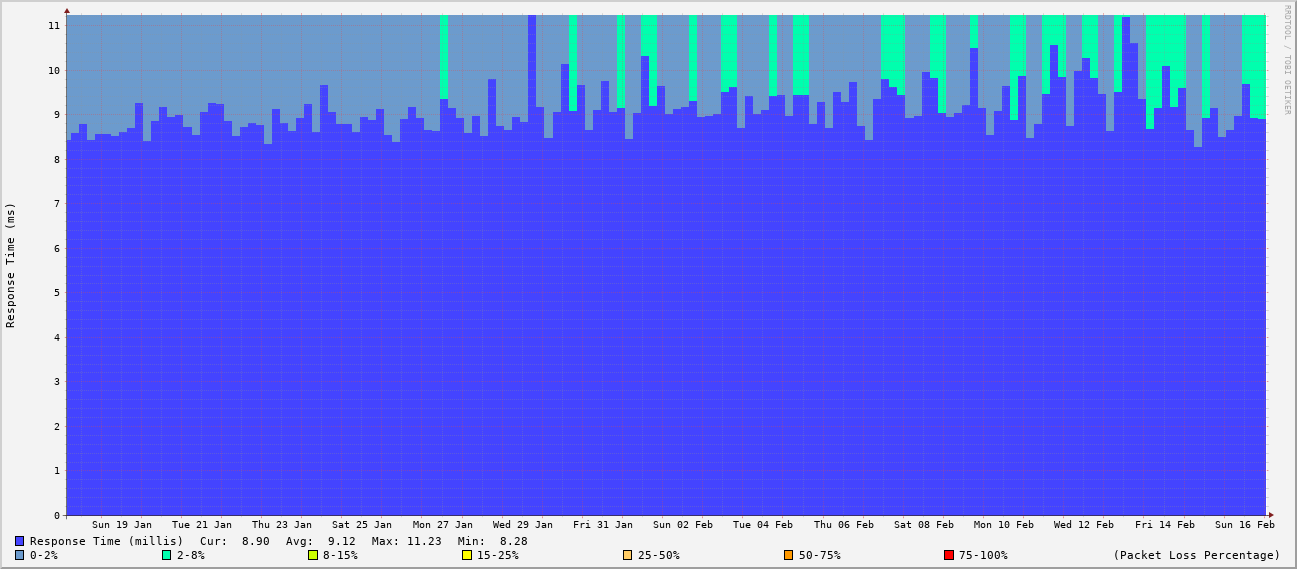 RRDTOOL / TOBI OETIKER
Response Time (ms)
11
10
9
8
7
6
5
4
3
2
1
0
Sun 19 Jan Tue 21 Jan Thu 23 Jan Sat 25 Jan Mon 27 Jan Wed 29 Jan Fri 31 Jan Sun 02 Feb Tue 04 Feb Thu 06 Feb Sat 08 Feb Mon 10 Feb Wed 12 Feb Fri 14 Feb Sun 16 Feb
Response Time (millis) Cur: 8.90 Avg: 9.12 Max: 11.23 Min: 8.28
0-2% 2-8% 8-15% 15-25% 25-50% 50-75% 75-100% (Packet Loss Percentage)